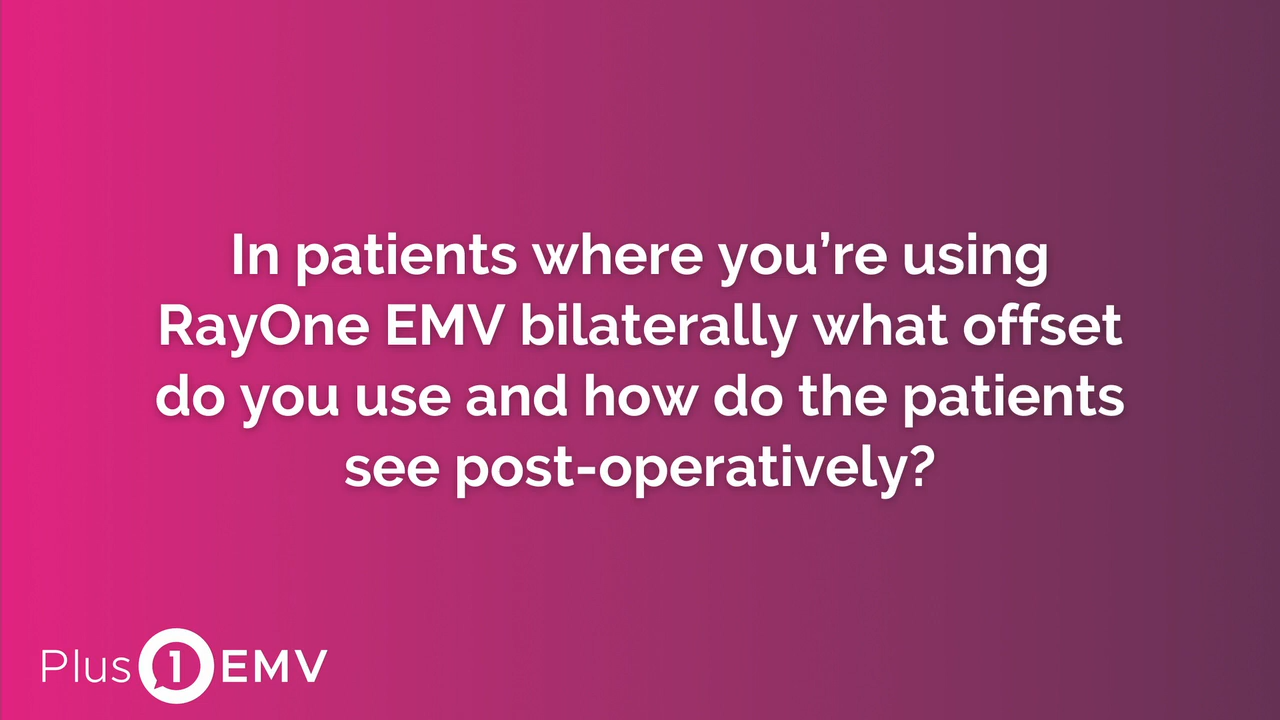 In patients where you’re using
RayOne EMV bilaterally what offset
do you use and how do the patients
see post-operatively?
Plus 1 EMV